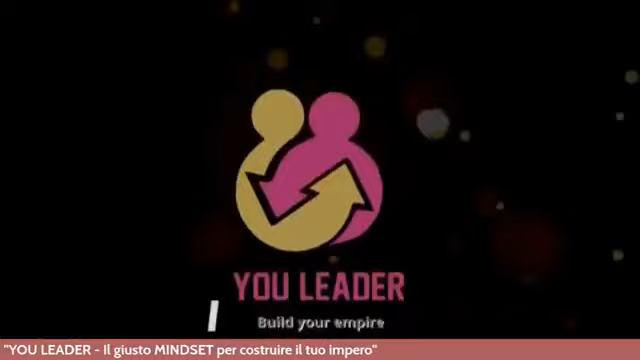 YOU LEADER
Build your empire
"YOU LEADER - Il giusto MINDSET per costruire il tuo impero"